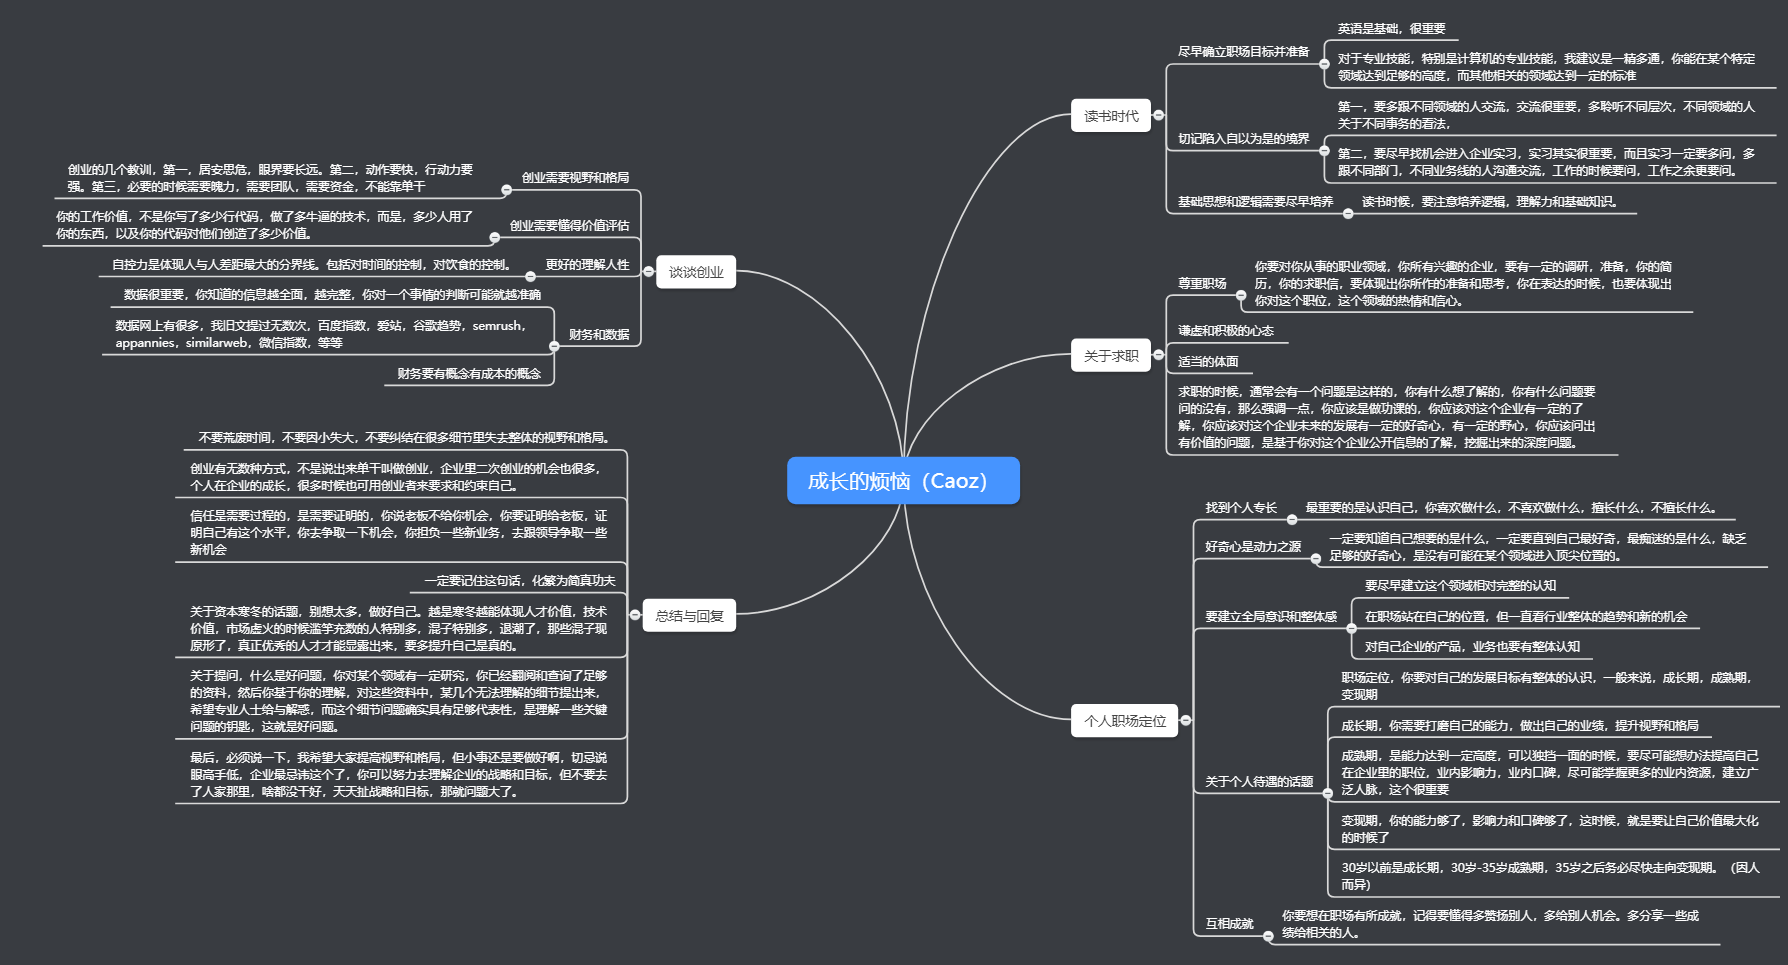 成长的烦恼（Caoz）
读书时代
尽早确立职场目标并准备
英语是基础，很重要
对于专业技能，特别是计算机的专业技能，我建议是一精多通，你能在某个特定
领域达到足够的高度，而其他相关的领域达到一定的标准
切记陷入自以为是的境界
第一，要多跟不同领域的人交流，交流很重要，多聆听不同层次，不同领域的人
关于不同事务的看法，
第二，要尽早找机会进入企业实习，实习其实很重要，而且实习一定要多问，多
跟不同部门，不同业务线的人沟通交流，工作的时候要问，工作之余更要问。
基础思想和逻辑需要尽早培养
读书时候，要注意培养逻辑，理解力和基础知识。
关于求职
尊重职场
你要对你从事的职业领域，你所有兴趣的企业，要有一定的调研，准备，你的简
历，你的求职信，要体现出你所作的准备和思考，你在表达的时候，也要体现出
你对这个职位，这个领域的热情和信心。
谦虚和积极的心态
适当的体面
求职的时候，通常会有一个问题是这样的，你有什么想了解的，你有什么问题要
问的没有，那么强调一点，你应该是做功课的，你应该对这个企业有一定的了
解，你应该对这个企业未来的发展有一定的好奇心，有一定的野心，你应该问出
有价值的问题，是基于你对这个企业公开信息的了解，挖掘出来的深度问题。
个人职场定位
找到个人专长
最重要的是认识自己，你喜欢做什么，不喜欢做什么，擅长什么，不擅长什么。
好奇心是动力之源
一定要知道自己想要的是什么，一定要直到自己最好奇，最痴迷的是什么，缺乏
足够的好奇心，是没有可能在某个领域进入顶尖位置的。
要建立全局意识和整体感
要尽早建立这个领域相对完整的认知
在职场站在自己的位置，但一直看行业整体的趋势和新的机会
对自己企业的产品，业务也要有整体认知
关于个人待遇的话题
职场定位，你要对自己的发展目标有整体的认识，一般来说，成长期，成熟期，
变现期
成长期，你需要打磨自己的能力，做出自己的业绩，提升视野和格局
成熟期，是能力达到一定高度，可以独挡一面的时候，要尽可能想办法提高自己
在企业里的职位，业内影响力，业内口碑，尽可能掌握更多的业内资源，建立广
泛人脉，这个很重要
变现期，你的能力够了，影响力和口碑够了，这时候，就是要让自己价值最大化
的时候了
30岁以前是成长期，30岁-35岁成熟期，35岁之后务必尽快走向变现期。（因人
而异）
互相成就
你要想在职场有所成就，记得要懂得多赞扬别人，多给别人机会。多分享一些成
绩给相关的人。
谈谈创业
创业需要视野和格局
创业的几个教训，第一，居安思危，眼界要长远。第二，动作要快，行动力要
强。第三，必要的时候需要魄力，需要团队，需要资金，不能靠单干
创业需要懂得价值评估
你的工作价值，不是你写了多少行代码，做了多牛逼的技术，而是，多少人用了
你的东西，以及你的代码对他们创造了多少价值。
更好的理解人性
自控力是体现人与人差距最大的分界线。包括对时间的控制，对饮食的控制。
财务和数据
数据很重要，你知道的信息越全面，越完整，你对一个事情的判断可能就越准确
数据网上有很多，我旧文提过无数次，百度指数，爱站，谷歌趋势，semrush，
appannies，similarweb，微信指数，等等
财务要有概念有成本的概念
总结与回复
不要荒废时间，不要因小失大，不要纠结在很多细节里失去整体的视野和格局。
创业有无数种方式，不是说出来单干叫做创业，企业里二次创业的机会也很多，
个人在企业的成长，很多时候也可用创业者来要求和约束自己。
信任是需要过程的，是需要证明的，你说老板不给你机会，你要证明给老板，证
明自己有这个水平，你去争取一下机会，你担负一些新业务，去跟领导争取一些
新机会
一定要记住这句话，化繁为简真功夫
关于资本寒冬的话题，别想太多，做好自己。越是寒冬越能体现人才价值，技术
价值，市场虚火的时候滥竽充数的人特别多，混子特别多，退潮了，那些混子现
原形了，真正优秀的人才才能显露出来，要多提升自己是真的。
关于提问，什么是好问题，你对某个领域有一定研究，你已经翻阅和查询了足够
的资料，然后你基于你的理解，对这些资料中，某几个无法理解的细节提出来，
希望专业人士给与解惑，而这个细节问题确实具有足够代表性，是理解一些关键
问题的钥匙，这就是好问题。
最后，必须说一下，我希望大家提高视野和格局，但小事还是要做好啊，切忌说
眼高手低，企业最忌讳这个了，你可以努力去理解企业的战略和目标，但不要去
了人家那里，啥都没干好，天天扯战略和目标，那就问题大了。